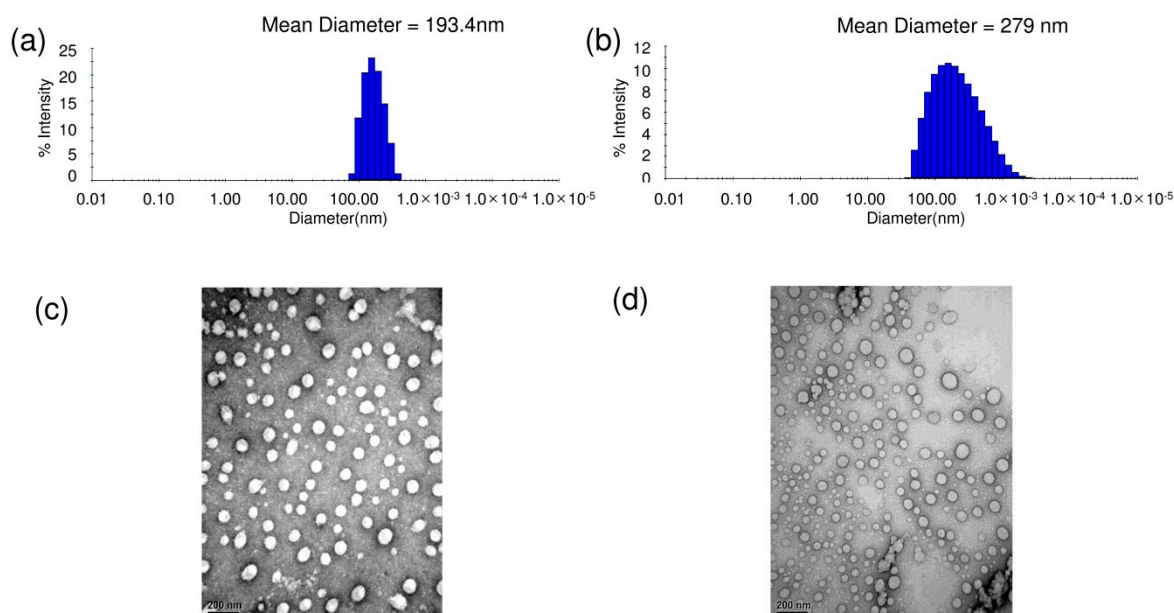 (a)
Mean Diameter = 193.4nm
25
20
15
10
5
0
% Intensity
0.01 0.10 1.00 10.00 100.00 1.0×10⁻³ 1.0×10⁻⁴ 1.0×10⁻⁵
Diameter(nm)
(b)
Mean Diameter = 279 nm
12
10
8
6
4
2
0
% Intensity
0.01 0.10 1.00 10.00 100.00 1.0×10⁻³ 1.0×10⁻⁴ 1.0×10⁻⁵
Diameter(nm)
(c)
200 nm
(d)
200 nm